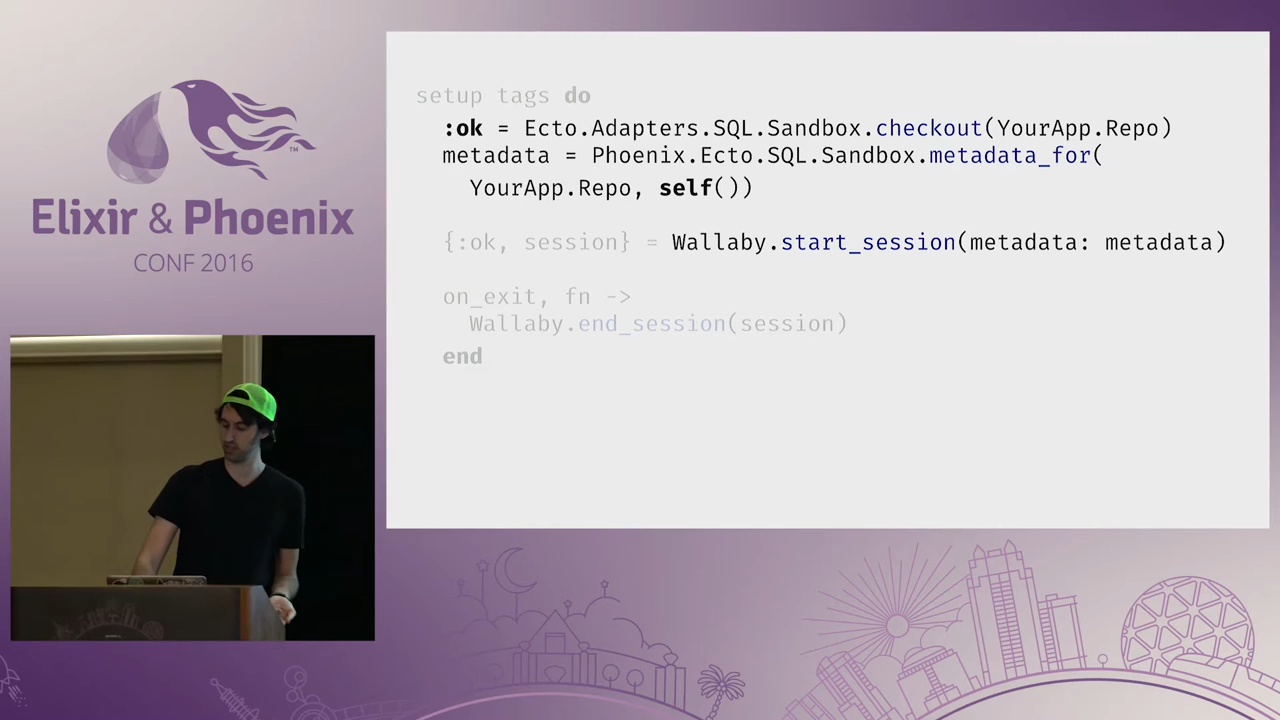 Elixir & Phoenix
TM
CONF 2016
setup tags do
:ok = Ecto.Adapters.SQL.Sandbox.checkout(YourApp.Repo)
metadata = Phoenix.Ecto.SQL.Sandbox.metadata_for(
YourApp.Repo, self())
{:ok, session} = Wallaby.start_session(metadata: metadata)
on_exit, fn ->
Wallaby.end_session(session)
end